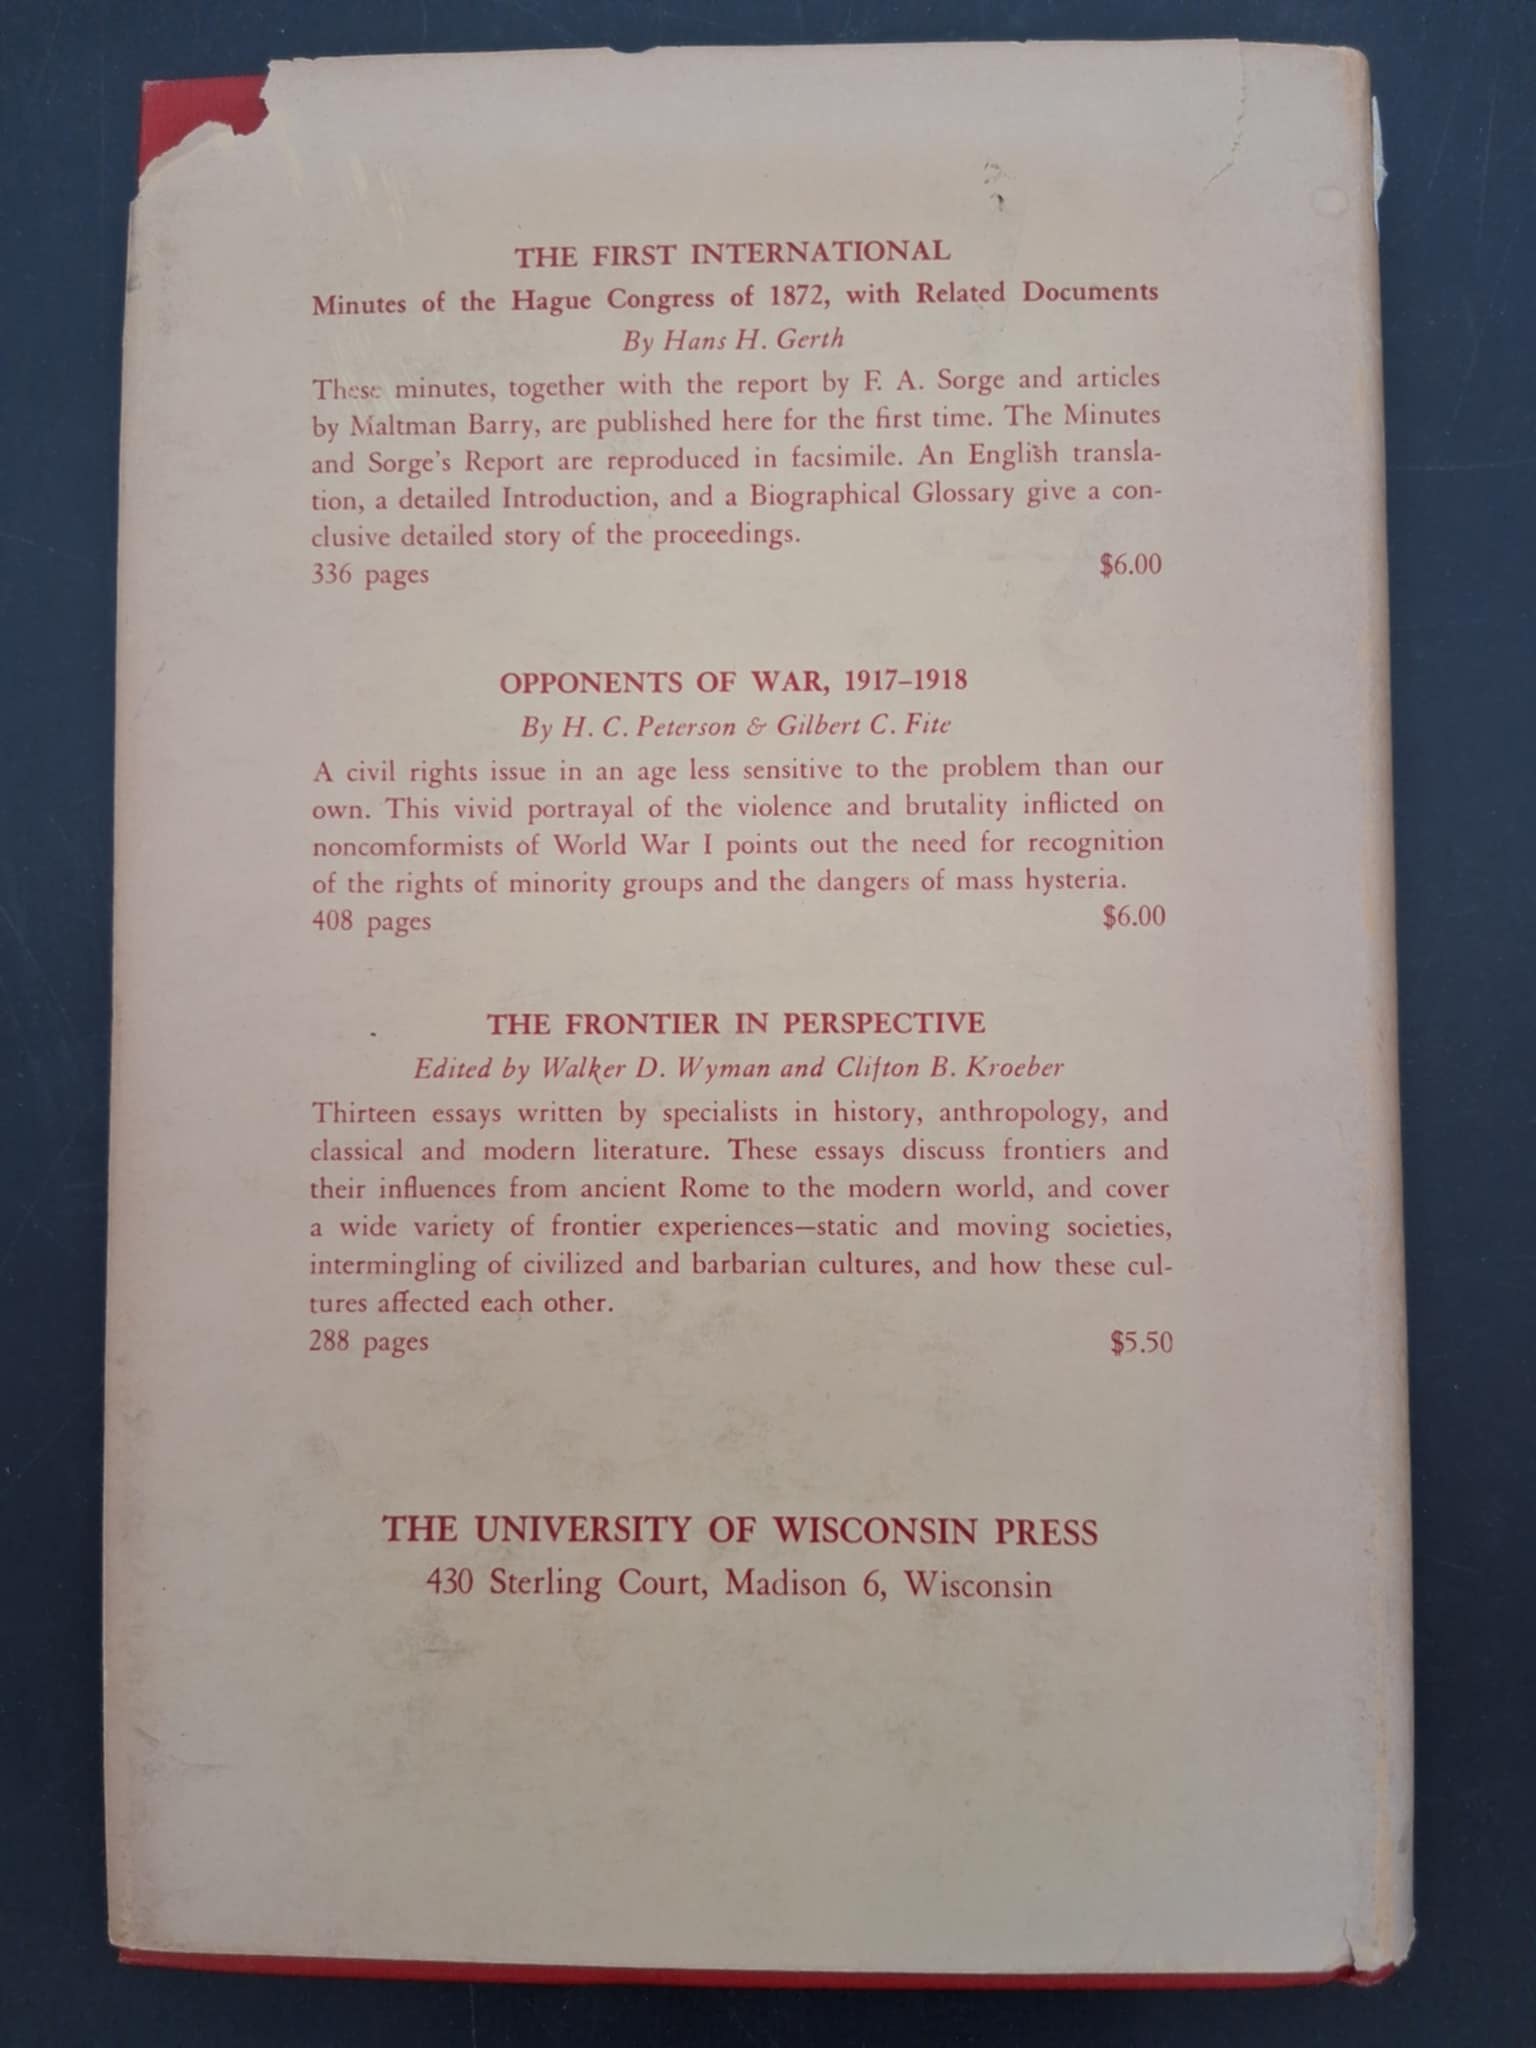 THE FIRST INTERNATIONAL
Minutes of the Hague Congress of 1872, with Related Documents
By Hans H. Gerth
These minutes, together with the report by F. A. Sorge and articles
by Maltman Barry, are published here for the first time. The Minutes
and Sorge's Report are reproduced in facsimile. An English transla-
tion, a detailed Introduction, and a Biographical Glossary give a con-
clusive detailed story of the proceedings.
336 pages $6.00
OPPONENTS OF WAR, 1917–1918
By H. C. Peterson & Gilbert C. Fite
A civil rights issue in an age less sensitive to the problem than our
own. This vivid portrayal of the violence and brutality inflicted on
noncomformists of World War I points out the need for recognition
of the rights of minority groups and the dangers of mass hysteria.
408 pages $6.00
THE FRONTIER IN PERSPECTIVE
Edited by Walker D. Wyman and Clifton B. Kroeber
Thirteen essays written by specialists in history, anthropology, and
classical and modern literature. These essays discuss frontiers and
their influences from ancient Rome to the modern world, and cover
a wide variety of frontier experiences—static and moving societies,
intermingling of civilized and barbarian cultures, and how these cul-
tures affected each other.
288 pages $5.50
THE UNIVERSITY OF WISCONSIN PRESS
430 Sterling Court, Madison 6, Wisconsin